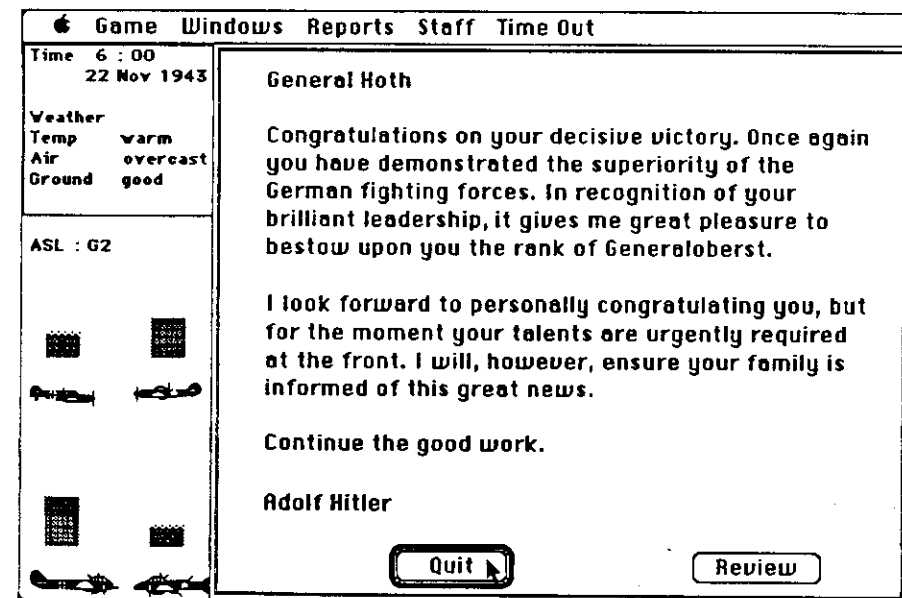 Game Windows Reports Staff Time Out
Time 6 : 00
22 Nov 1943
Weather
Temp warm
Air overcast
Ground good
ASL : G2
General Hoth
Congratulations on your decisive victory. Once again
you have demonstrated the superiority of the
German fighting forces. In recognition of your
brilliant leadership, it gives me great pleasure to
bestow upon you the rank of Generaloberst.
I look forward to personally congratulating you, but
for the moment your talents are urgently required
at the front. I will, however, ensure your family is
informed of this great news.
Continue the good work.
Adolf Hitler
Quit
Review